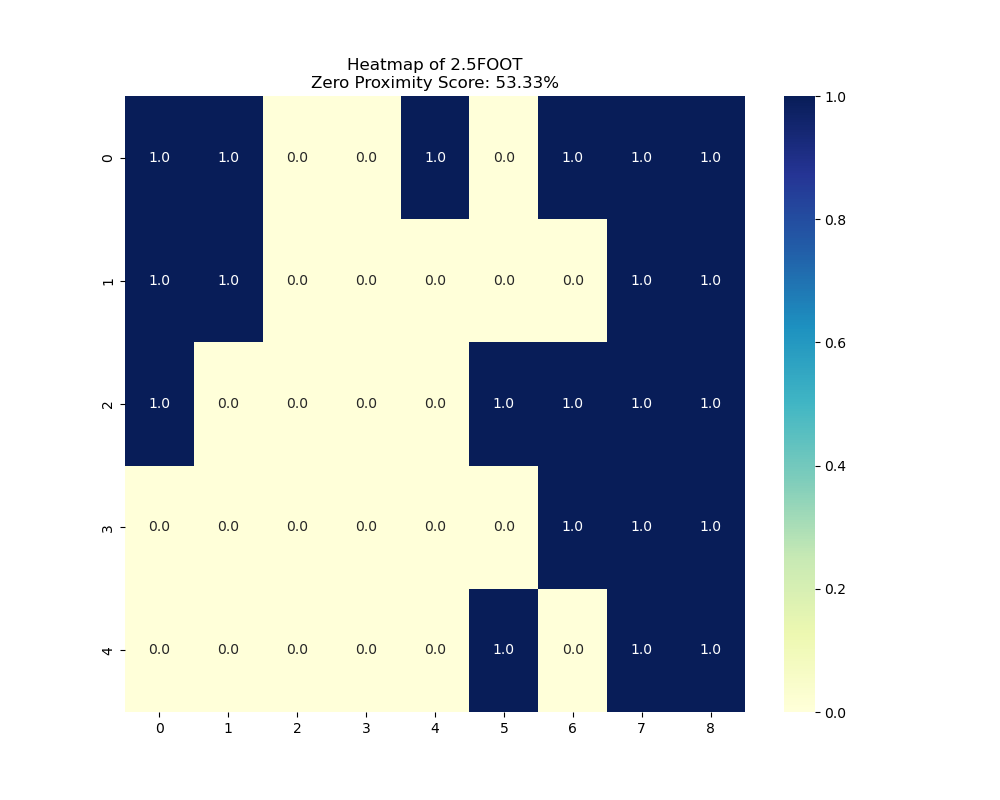 Heatmap of 2.5FOOT
Zero Proximity Score: 53.33%
0 1.0 1.0 0.0 0.0 1.0 0.0 1.0 1.0 1.0
1 1.0 1.0 0.0 0.0 0.0 0.0 0.0 1.0 1.0
2 1.0 0.0 0.0 0.0 0.0 1.0 1.0 1.0 1.0
3 0.0 0.0 0.0 0.0 0.0 0.0 1.0 1.0 1.0
4 0.0 0.0 0.0 0.0 0.0 1.0 0.0 1.0 1.0
0 1 2 3 4 5 6 7 8
1.0
0.8
0.6
0.4
0.2
0.0